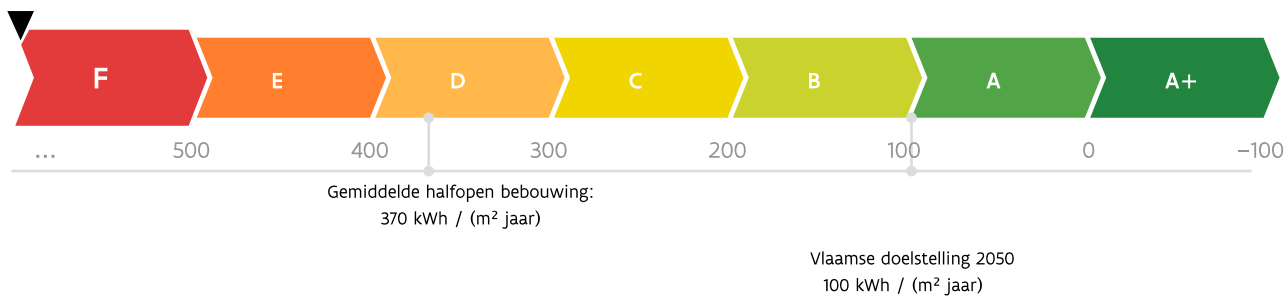 F E D C B A A+
... 500 400 300 200 100 0 –100
Gemiddelde halfopen bebouwing:
370 kWh / (m² jaar)
Vlaamse doelstelling 2050
100 kWh / (m² jaar)